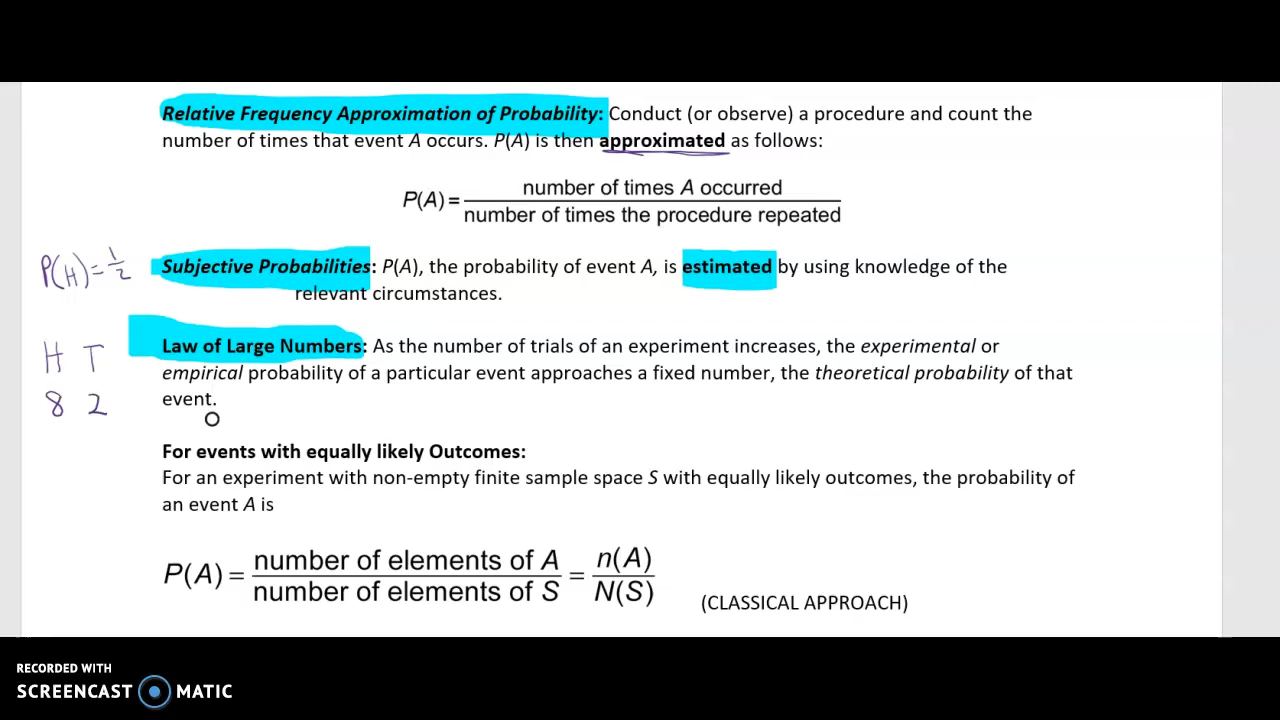 Relative Frequency Approximation of Probability: Conduct (or observe) a procedure and count the
number of times that event A occurs. P(A) is then approximated as follows:
P(A) = number of times A occurred / number of times the procedure repeated
P(H) = 1/2
Subjective Probabilities: P(A), the probability of event A, is estimated by using knowledge of the
relevant circumstances.
Law of Large Numbers: As the number of trials of an experiment increases, the experimental or
H T
empirical probability of a particular event approaches a fixed number, the theoretical probability of that
8 2
event.
For events with equally likely Outcomes:
For an experiment with non-empty finite sample space S with equally likely outcomes, the probability of
an event A is
P(A) = number of elements of A / number of elements of S = n(A) / N(S)
(CLASSICAL APPROACH)
RECORDED WITH
SCREENCAST MATIC